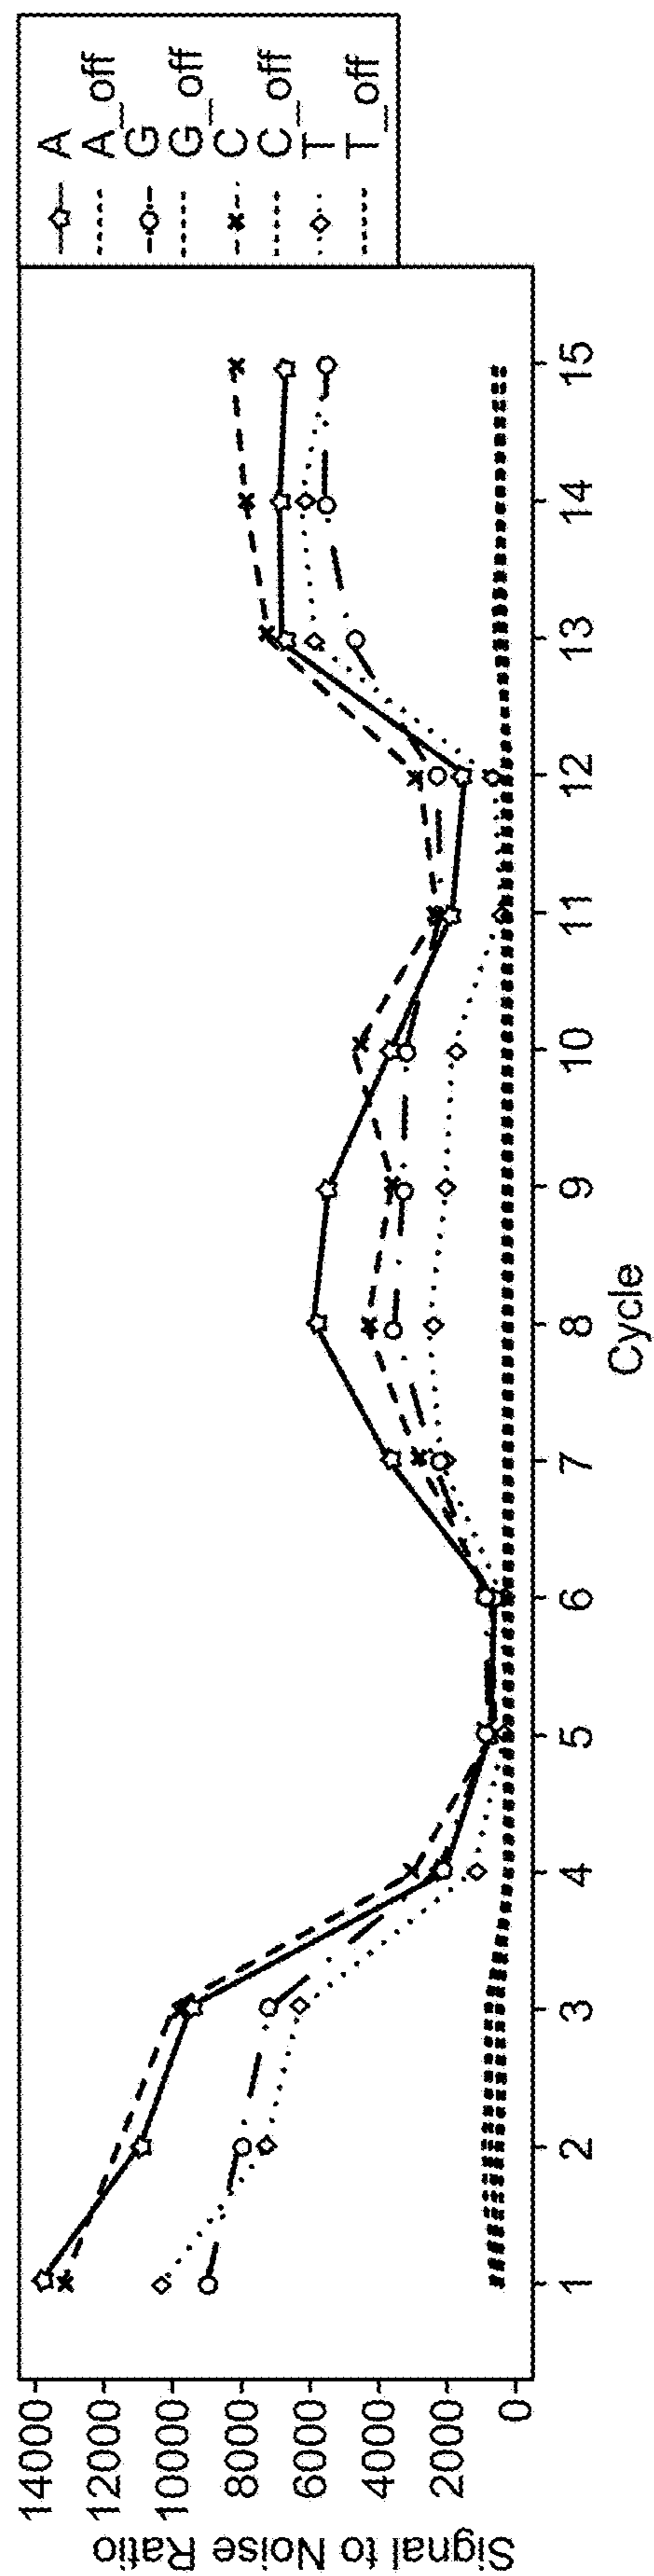 Signal to Noise Ratio
14000
12000
10000
8000
6000
4000
2000
0
1 2 3 4 5 6 7 8 9 10 11 12 13 14 15
Cycle
A
A_off
G
G_off
C
C_off
T
T_off